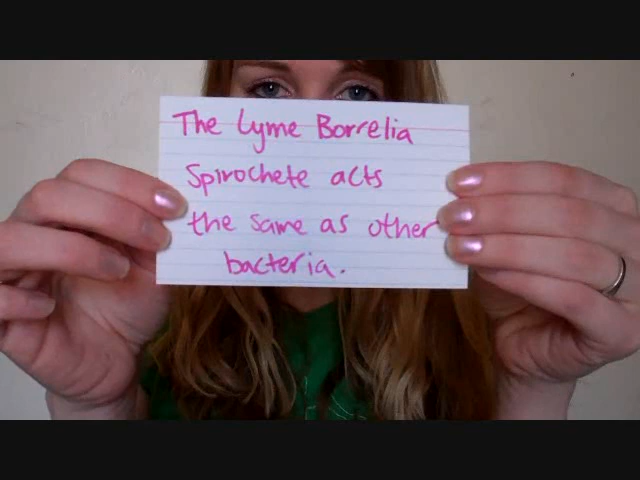 The Lyme Borrelia
Spirochete acts
the same as other
bacteria.